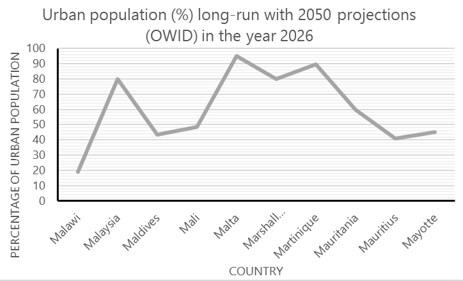 Urban population (%) long-run with 2050 projections
(OWID) in the year 2026
PERCENTAGE OF URBAN POPULATION
100
90
80
70
60
50
40
30
20
10
0
Malawi
Malaysia
Maldives
Mali
Malta
Marshall...
Martinique
Mauritania
Mauritius
Mayotte
COUNTRY